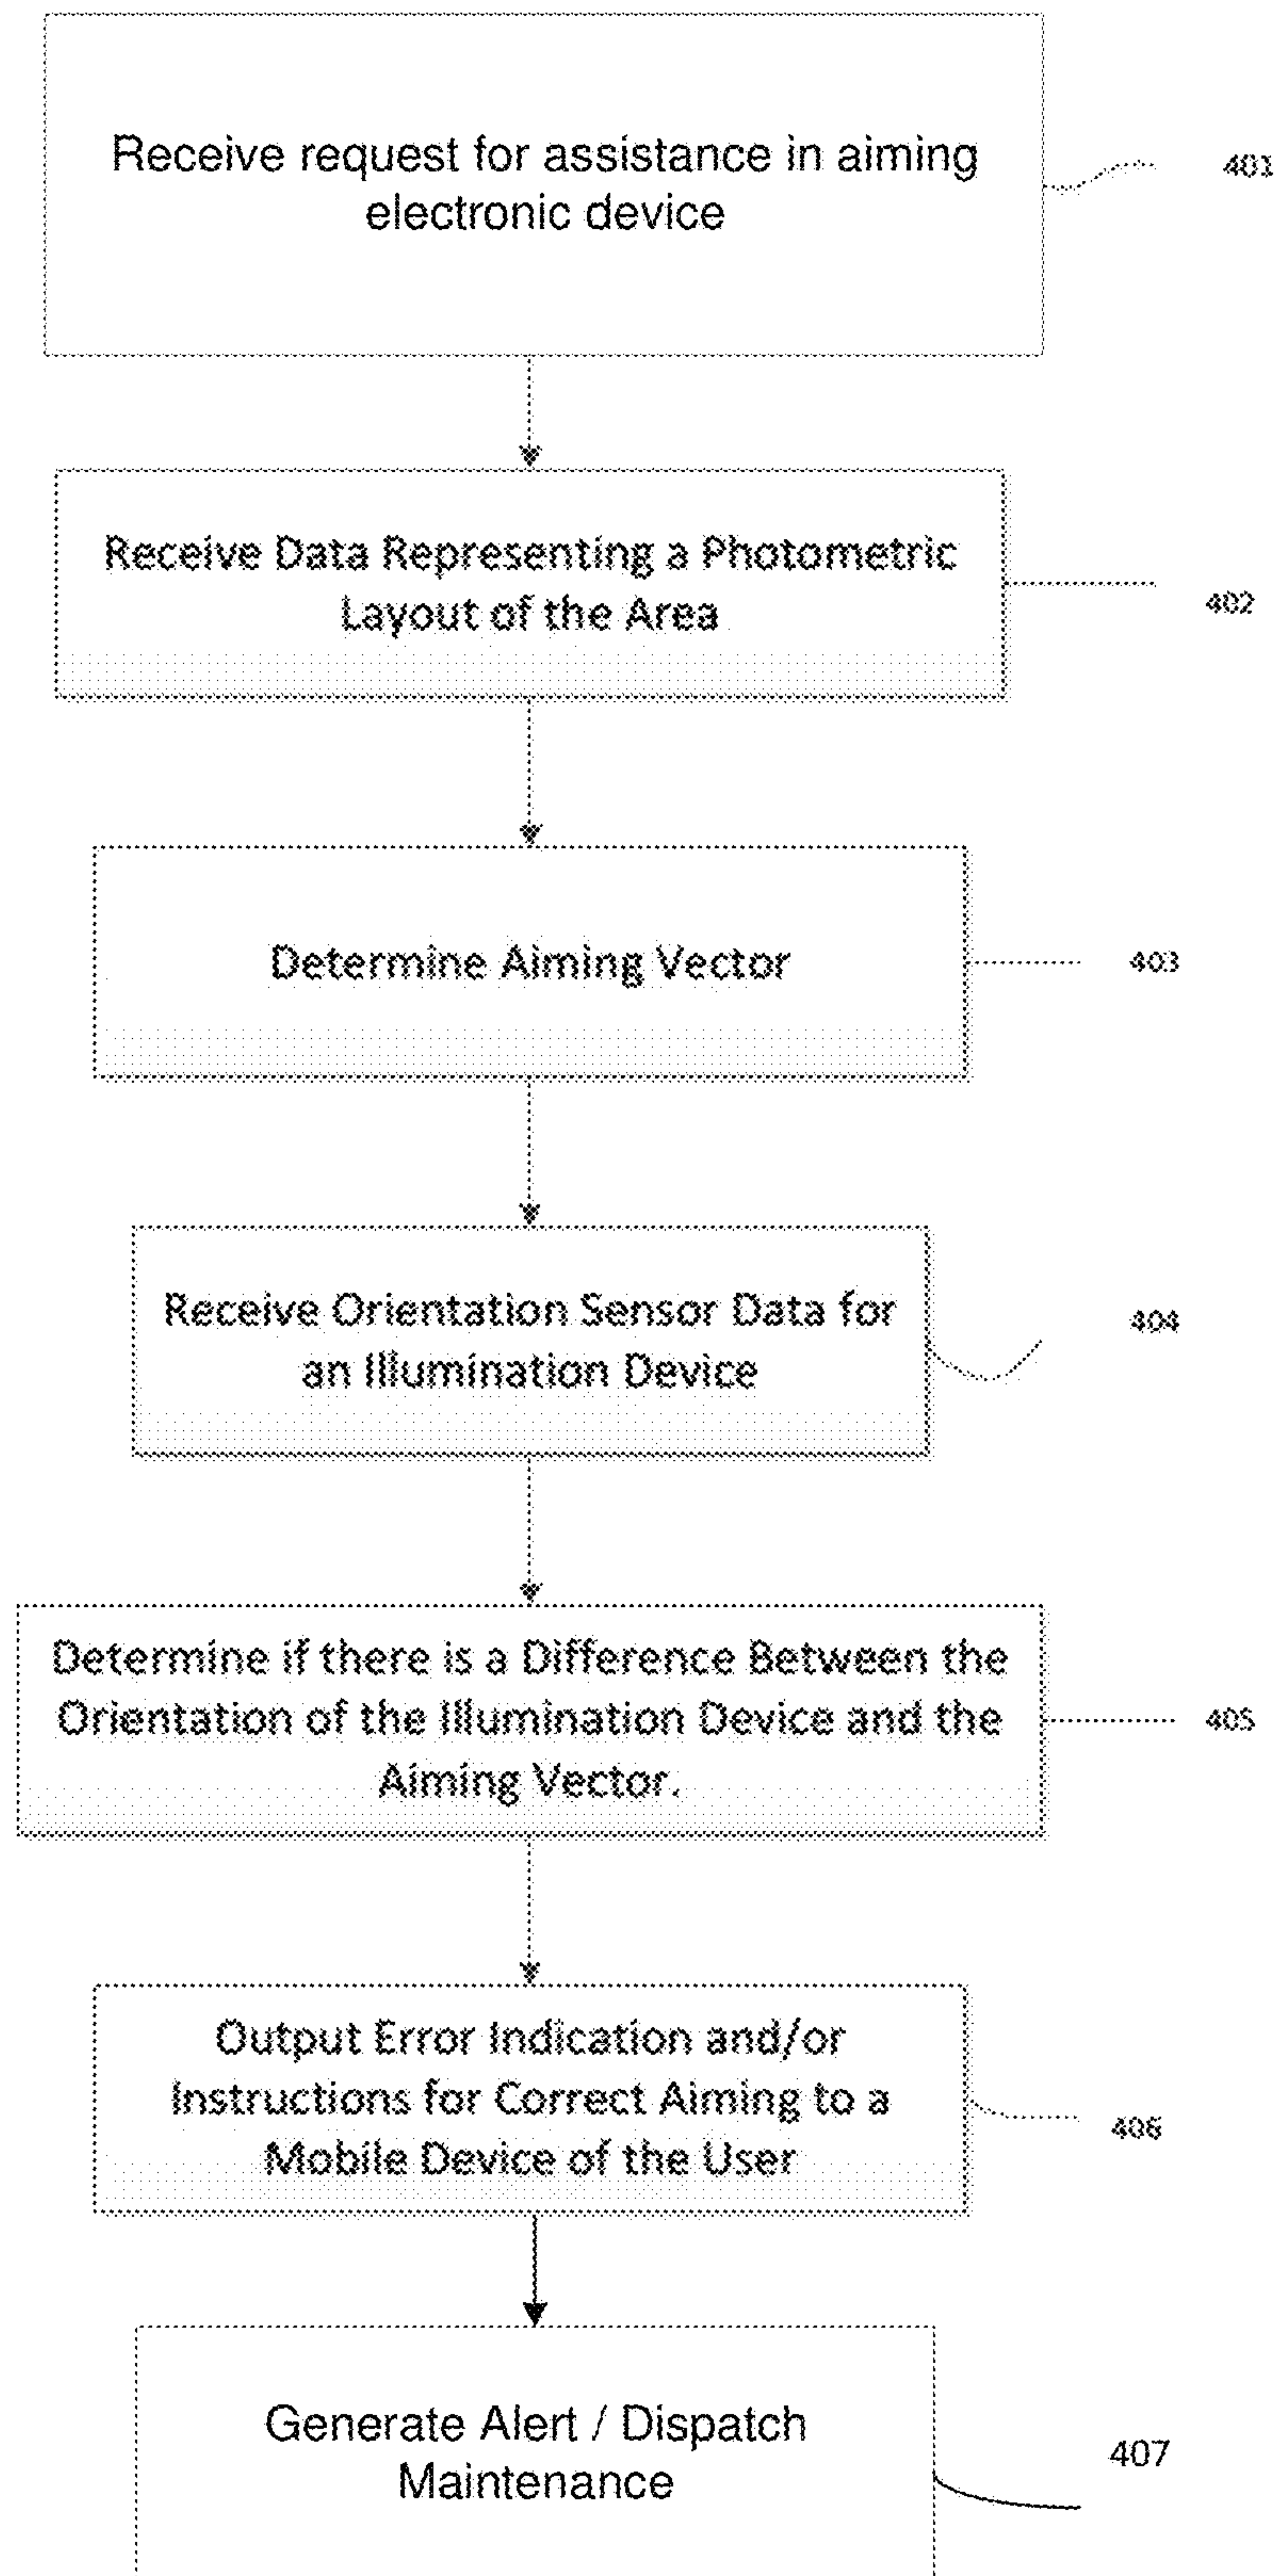 Receive request for assistance in aiming
electronic device
401
Receive Data Representing a Photometric
Layout of the Area
402
Determine Aiming Vector
403
Receive Orientation Sensor Data for
an Illumination Device
404
Determine if there is a Difference Between the
Orientation of the Illumination Device and the
Aiming Vector.
405
Output Error Indication and/or
Instructions for Correct Aiming to a
Mobile Device of the User
406
Generate Alert / Dispatch
Maintenance
407